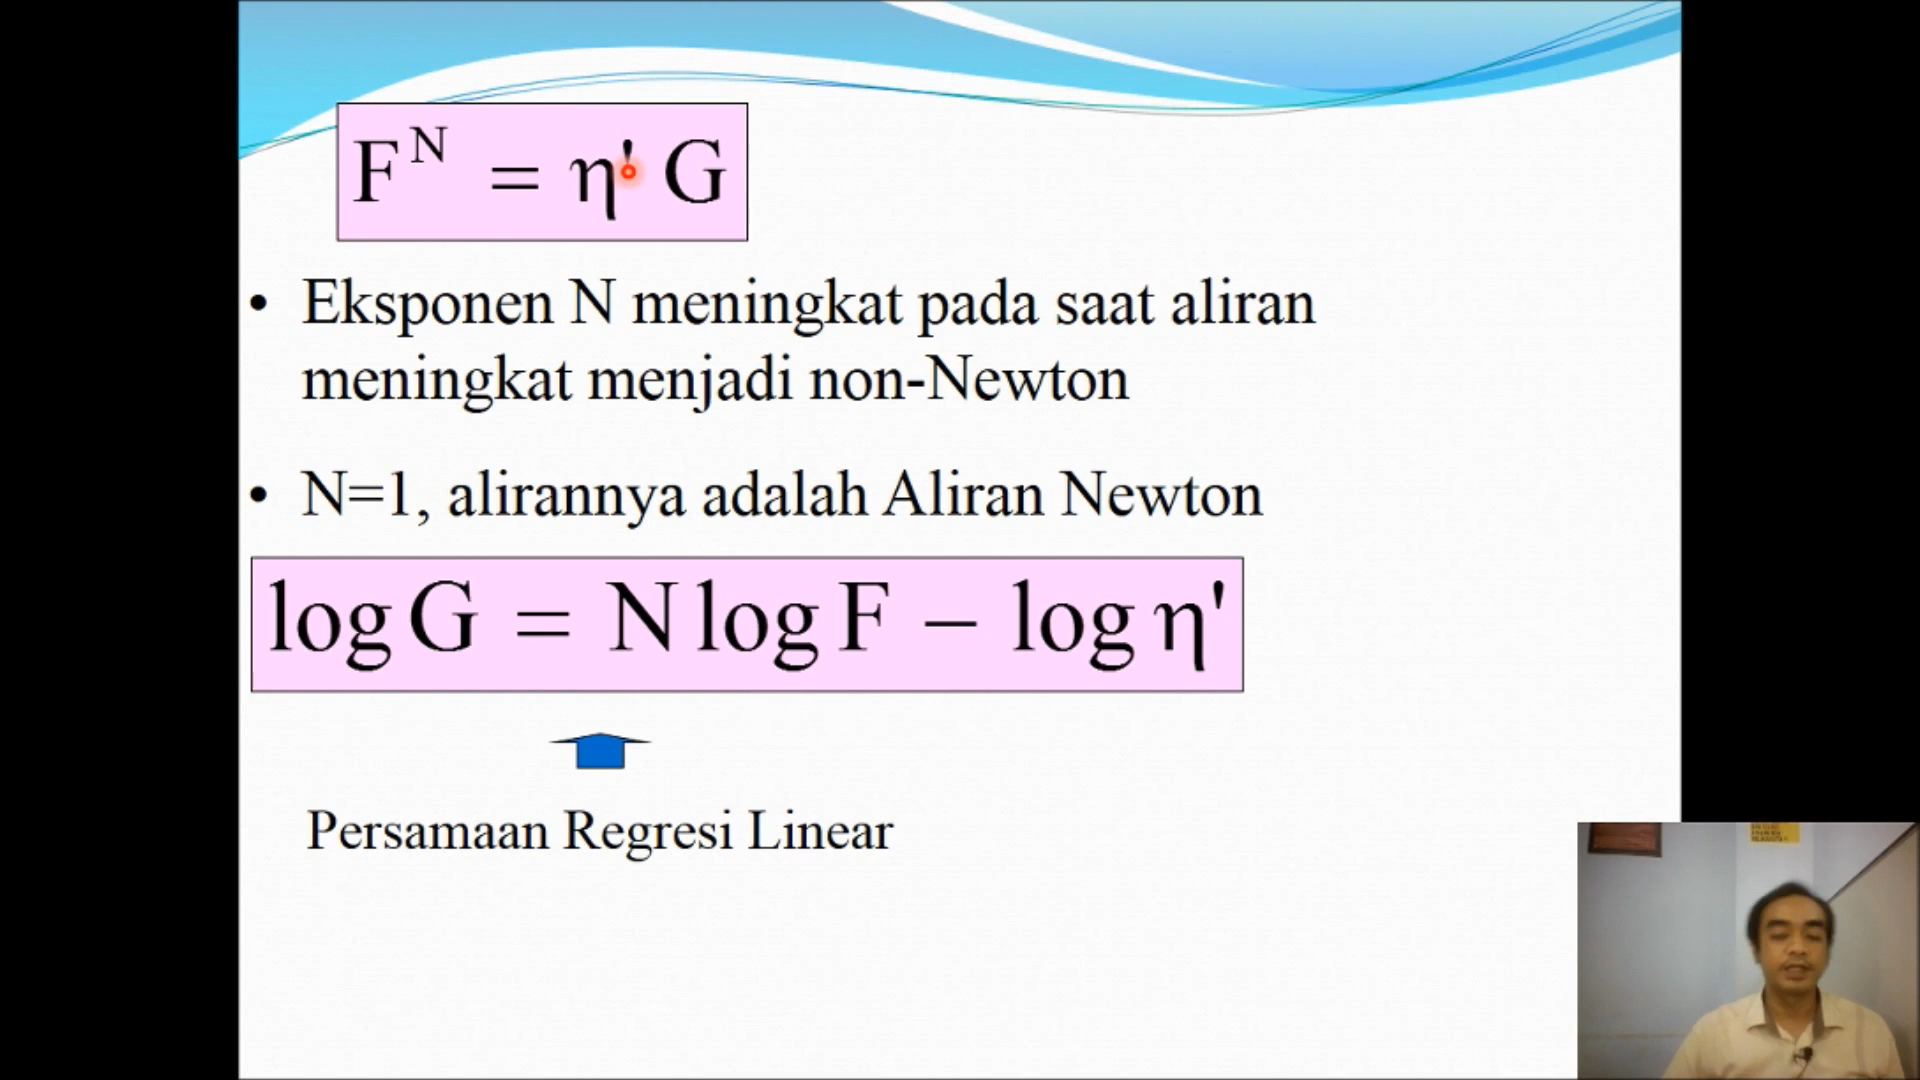 Fᴺ = η' G
• Eksponen N meningkat pada saat aliran
meningkat menjadi non-Newton
• N=1, alirannya adalah Aliran Newton
log G = N log F − log η'
Persamaan Regresi Linear